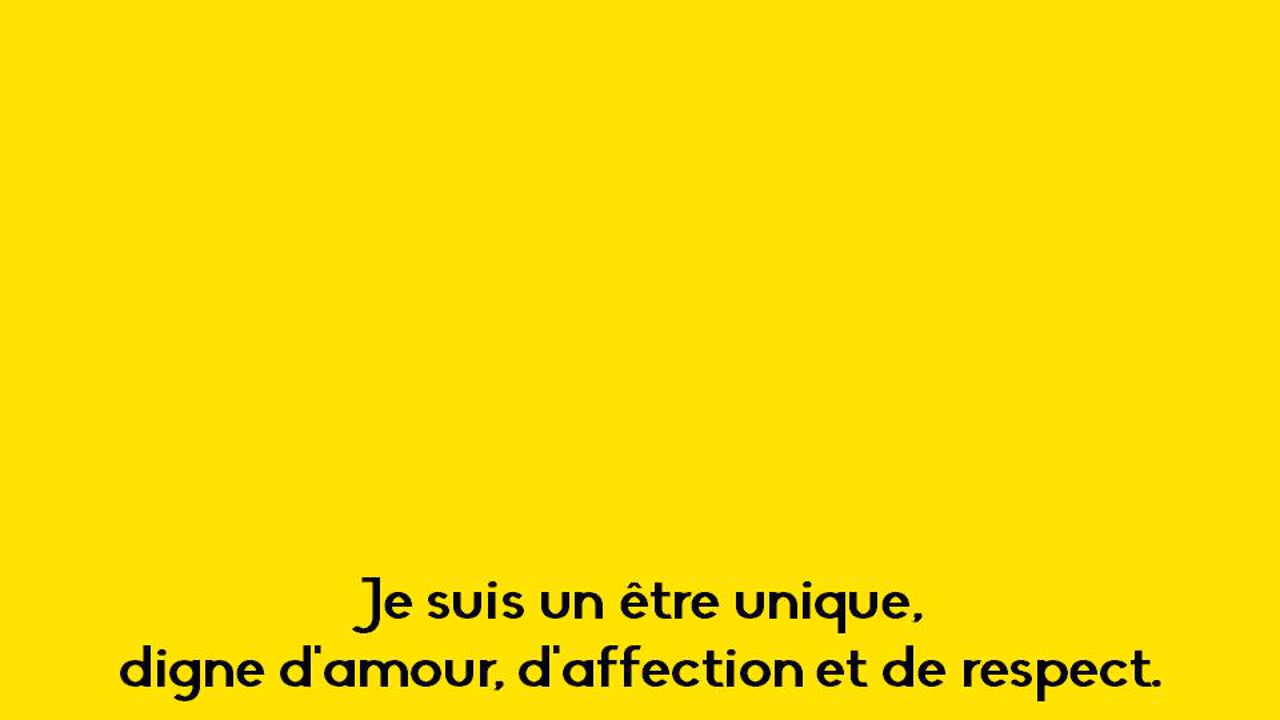 Je suis un être unique,
digne d'amour, d'affection et de respect.